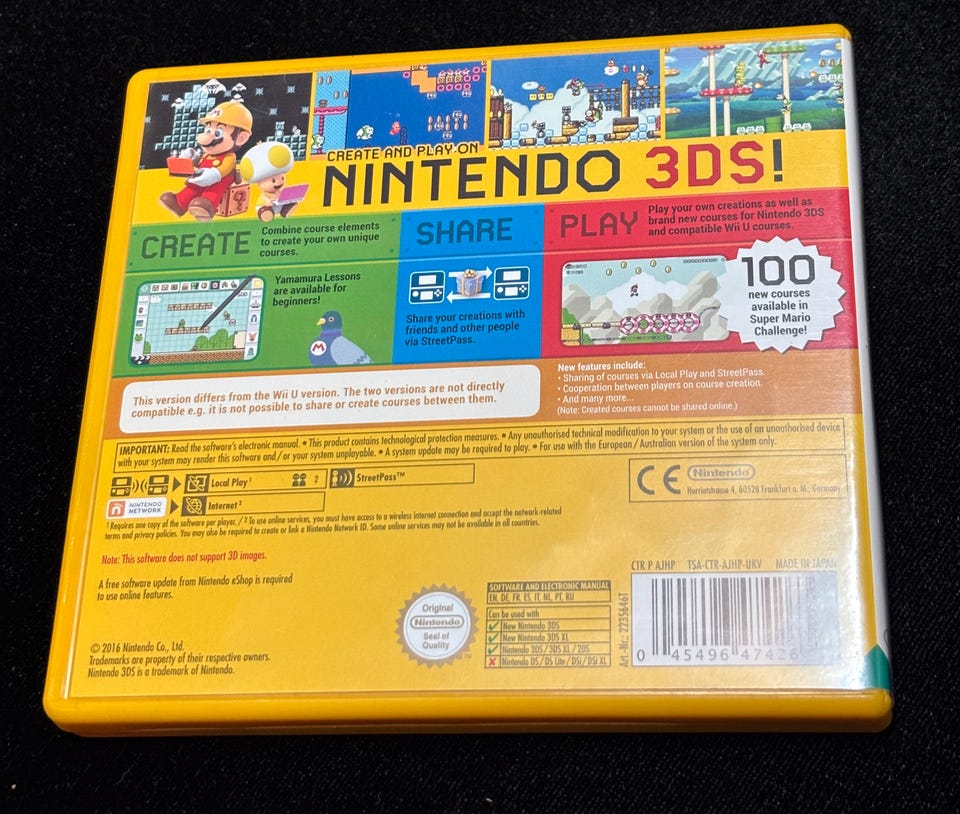 CREATE AND PLAY ON
NINTENDO 3DS!
CREATE
Combine course elements
to create your own unique
courses.
Yamamura Lessons
are available for
beginners!
M
SHARE
Share your creations with
friends and other people
via StreetPass.
PLAY
Play your own creations as well as
brand new courses for Nintendo 3DS
and compatible Wii U courses.
100
new courses
available in
Super Mario
Challenge!
This version differs from the Wii U version. The two versions are not directly
compatible e.g. it is not possible to share or create courses between them.
New features include:
• Sharing of courses via Local Play and StreetPass.
• Cooperation between players on course creation.
• And many more...
(Note: Created courses cannot be shared online.)
IMPORTANT: Read the software's electronic manual. • This product contains technological protection measures. • Any unauthorised technical modification to your system or the use of an unauthorised device
with your system may render this software and/or your system unplayable. • A system update may be required to play. • For use with the European/Australian version of the system only.
Local Play¹ 2 StreetPass™
NINTENDO
NETWORK
Internet²
¹ Requires one copy of the software per player. / ² To use online services, you must have access to a wireless internet connection and accept the network-related
terms and privacy policies. You may also be required to create or link a Nintendo Network ID. Some online services may not be available in all countries.
CE Nintendo
Herriotstrasse 4, 60528 Frankfurt a. M., Germany
Note: This software does not support 3D images.
A free software update from Nintendo eShop is required
to use online features.
© 2016 Nintendo Co., Ltd.
Trademarks are property of their respective owners.
Nintendo 3DS is a trademark of Nintendo.
Original
Nintendo
Seal of
Quality
SOFTWARE AND ELECTRONIC MANUAL
EN, DE, FR, ES, IT, NL, PT, RU
Can be used with
New Nintendo 3DS
New Nintendo 3DS XL
Nintendo 3DS/3DS XL/2DS
Nintendo DS/DS Lite/DSi/DSi XL
Art.-Nr.: 2235646T
CTR P AJHP TSA-CTR-AJHP-UKV MADE IN JAPAN
0 45496 47426